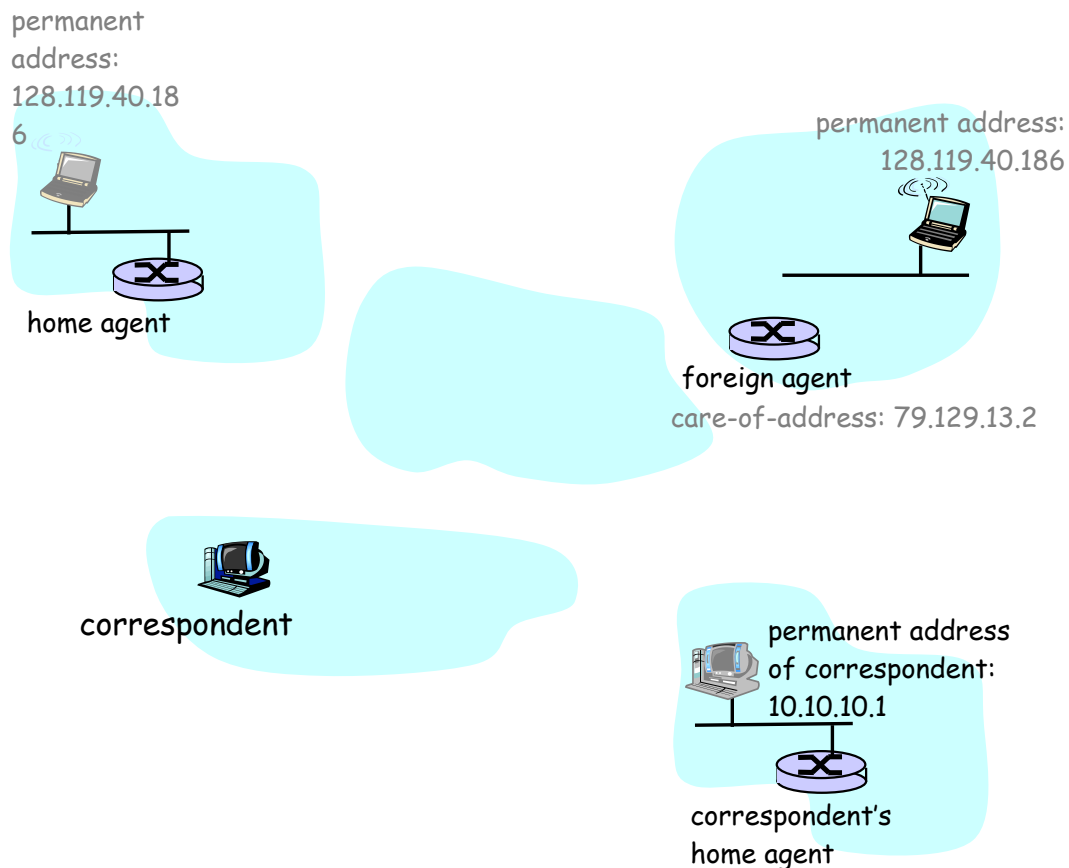 permanent
address:
128.119.40.18
6
permanent address:
128.119.40.186
home agent
foreign agent
care-of-address: 79.129.13.2
correspondent
permanent address
of correspondent:
10.10.10.1
correspondent's
home agent